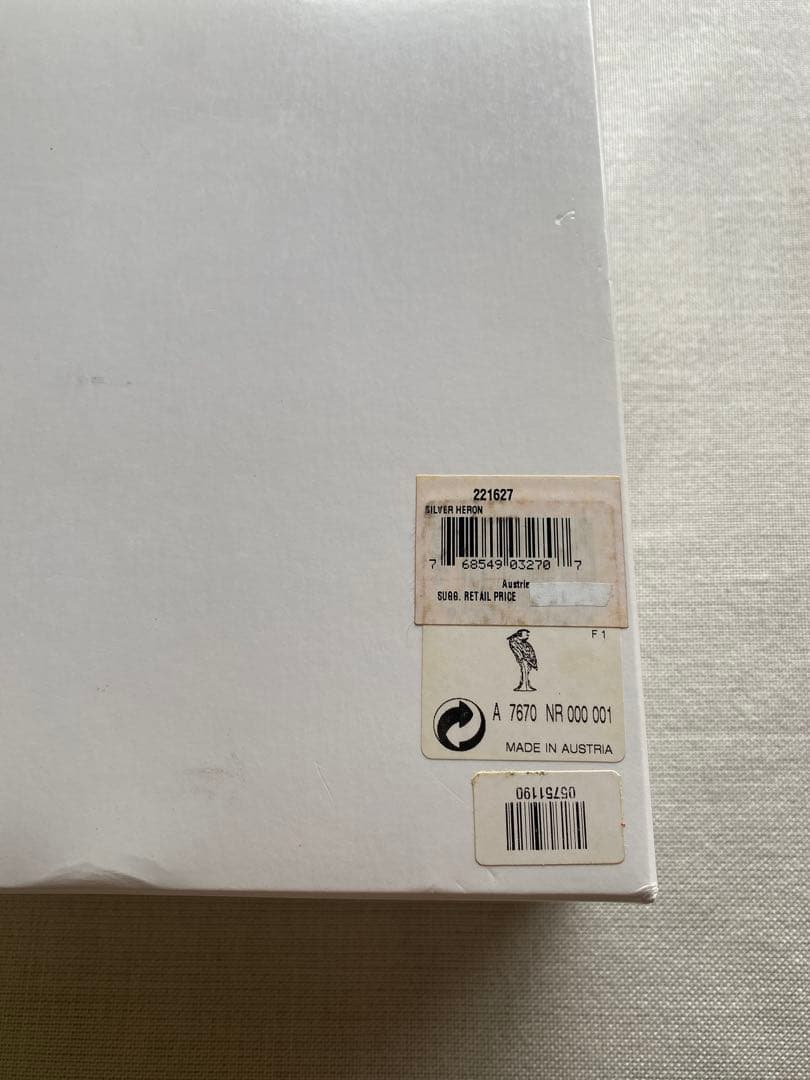 221627
SILVER HERON
7 68549 03270 7
Austria
SUGG. RETAIL PRICE
F 1
A 7670 NR 000 001
MADE IN AUSTRIA
05751190